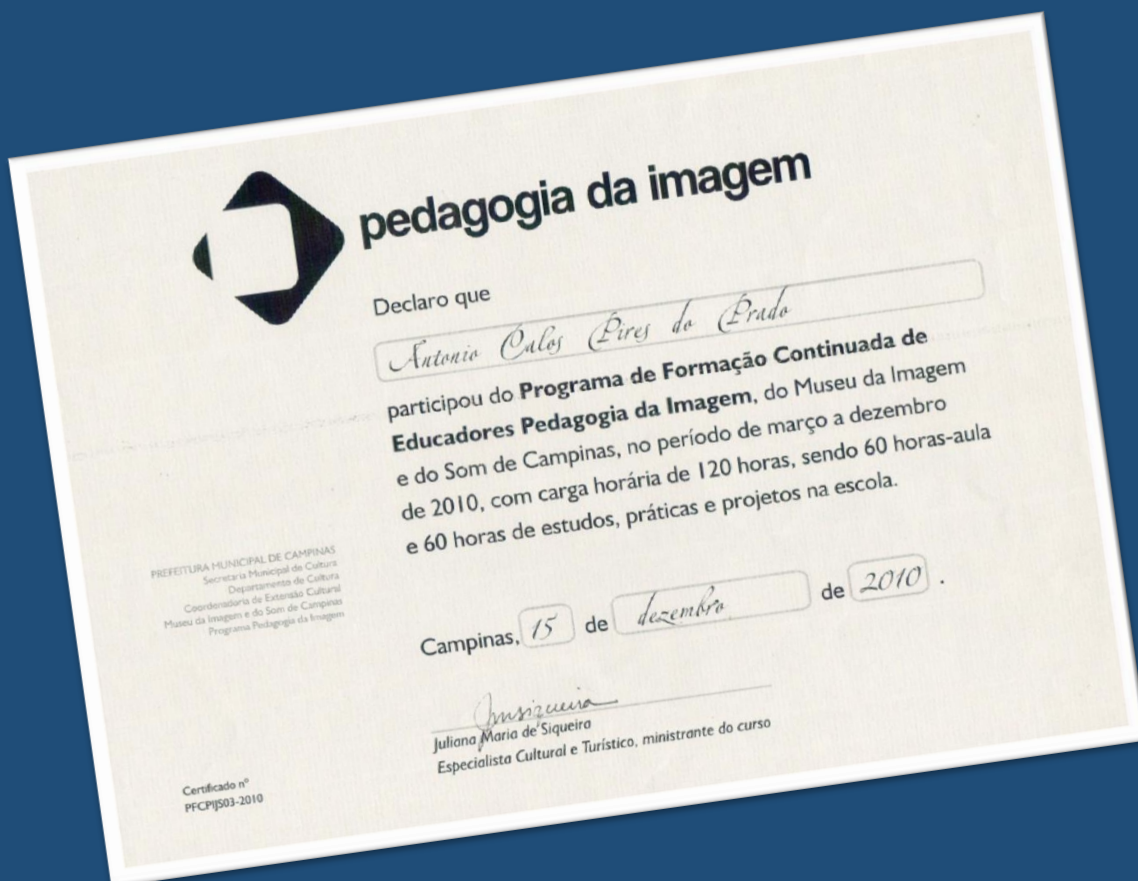 pedagogia da imagem
Declaro que
Antonio Calos Pires do Prado
participou do Programa de Formação Continuada de
Educadores Pedagogia da Imagem, do Museu da Imagem
e do Som de Campinas, no período de março a dezembro
de 2010, com carga horária de 120 horas, sendo 60 horas-aula
e 60 horas de estudos, práticas e projetos na escola.
PREFEITURA MUNICIPAL DE CAMPINAS
Secretaria Municipal de Cultura
Departamento de Cultura
Coordenadoria de Extensão Cultural
Museu da Imagem e do Som de Campinas
Programa Pedagogia da Imagem
Campinas, 15 de dezembro de 2010 .
Jmsiqueira
Juliana Maria de Siqueira
Especialista Cultural e Turístico, ministrante do curso
Certificado nº
PFCPIJS03-2010